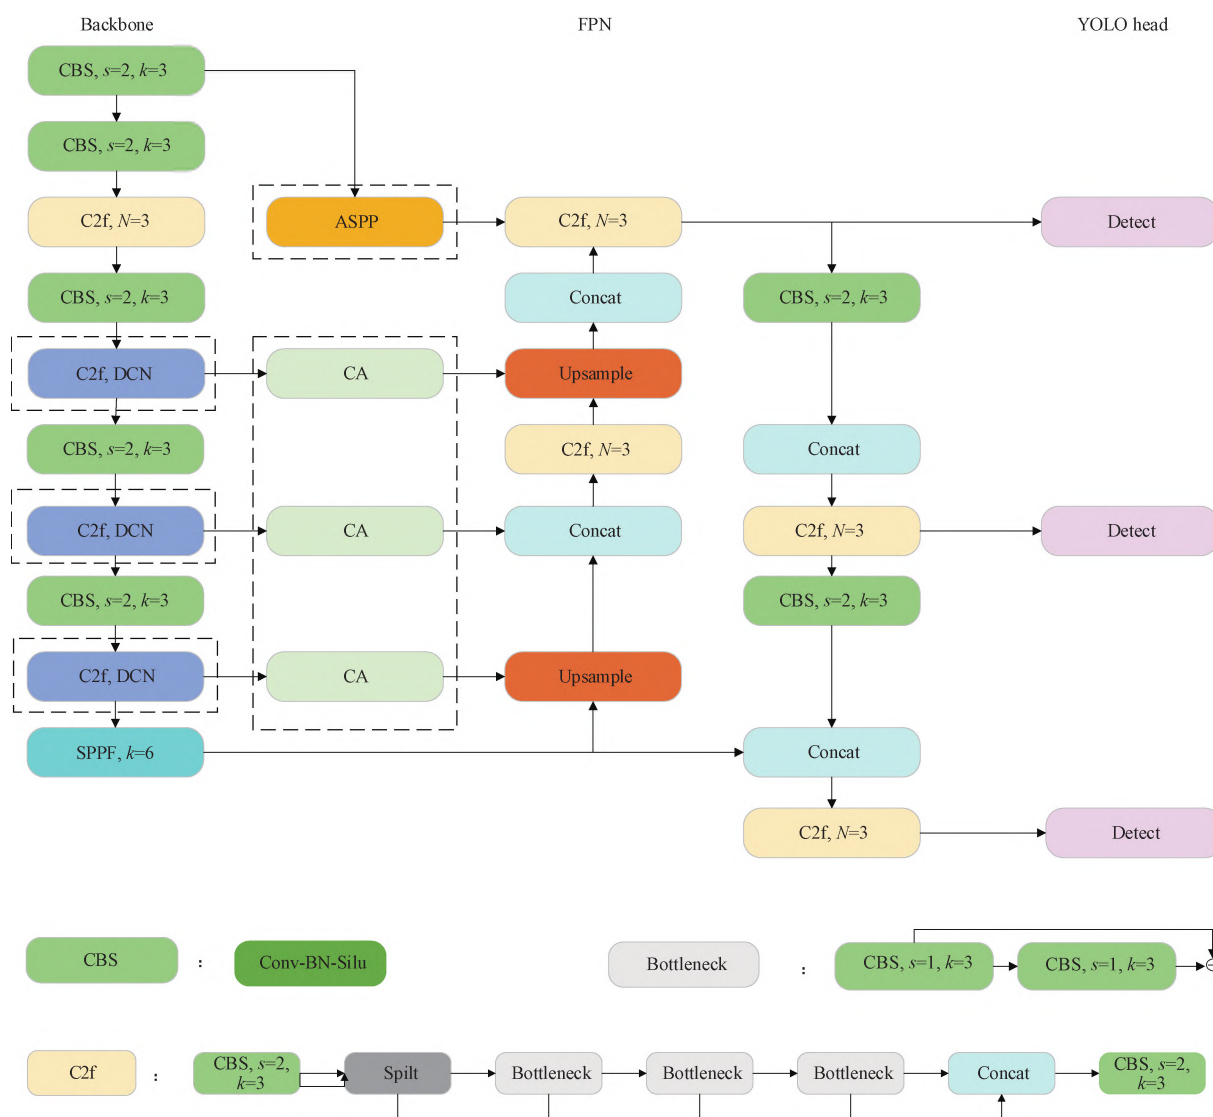 Backbone
FPN
YOLO head
CBS, s=2, k=3
CBS, s=2, k=3
C2f, N=3
ASPP
C2f, N=3
Detect
CBS, s=2, k=3
Concat
CBS, s=2, k=3
C2f, DCN
CA
Upsample
CBS, s=2, k=3
C2f, N=3
Concat
C2f, DCN
CA
Concat
C2f, N=3
Detect
CBS, s=2, k=3
CBS, s=2, k=3
C2f, DCN
CA
Upsample
SPPF, k=6
Concat
C2f, N=3
Detect
CBS
:
Conv-BN-Silu
Bottleneck
:
CBS, s=1, k=3
CBS, s=1, k=3
C2f
:
CBS, s=2,
k=3
Spilt
Bottleneck
Bottleneck
Bottleneck
Concat
CBS, s=2,
k=3